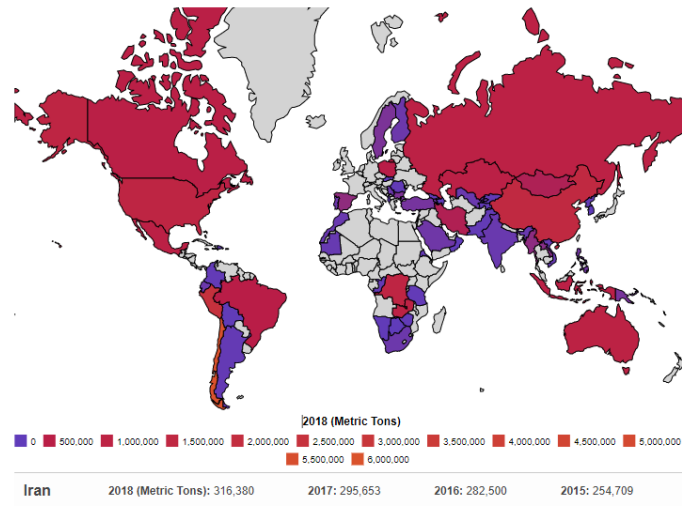 2018 (Metric Tons)
0 500,000 1,000,000 1,500,000 2,000,000 2,500,000 3,000,000 3,500,000 4,000,000 4,500,000 5,000,000
5,500,000 6,000,000
Iran 2018 (Metric Tons): 316,380 2017: 295,653 2016: 282,500 2015: 254,709